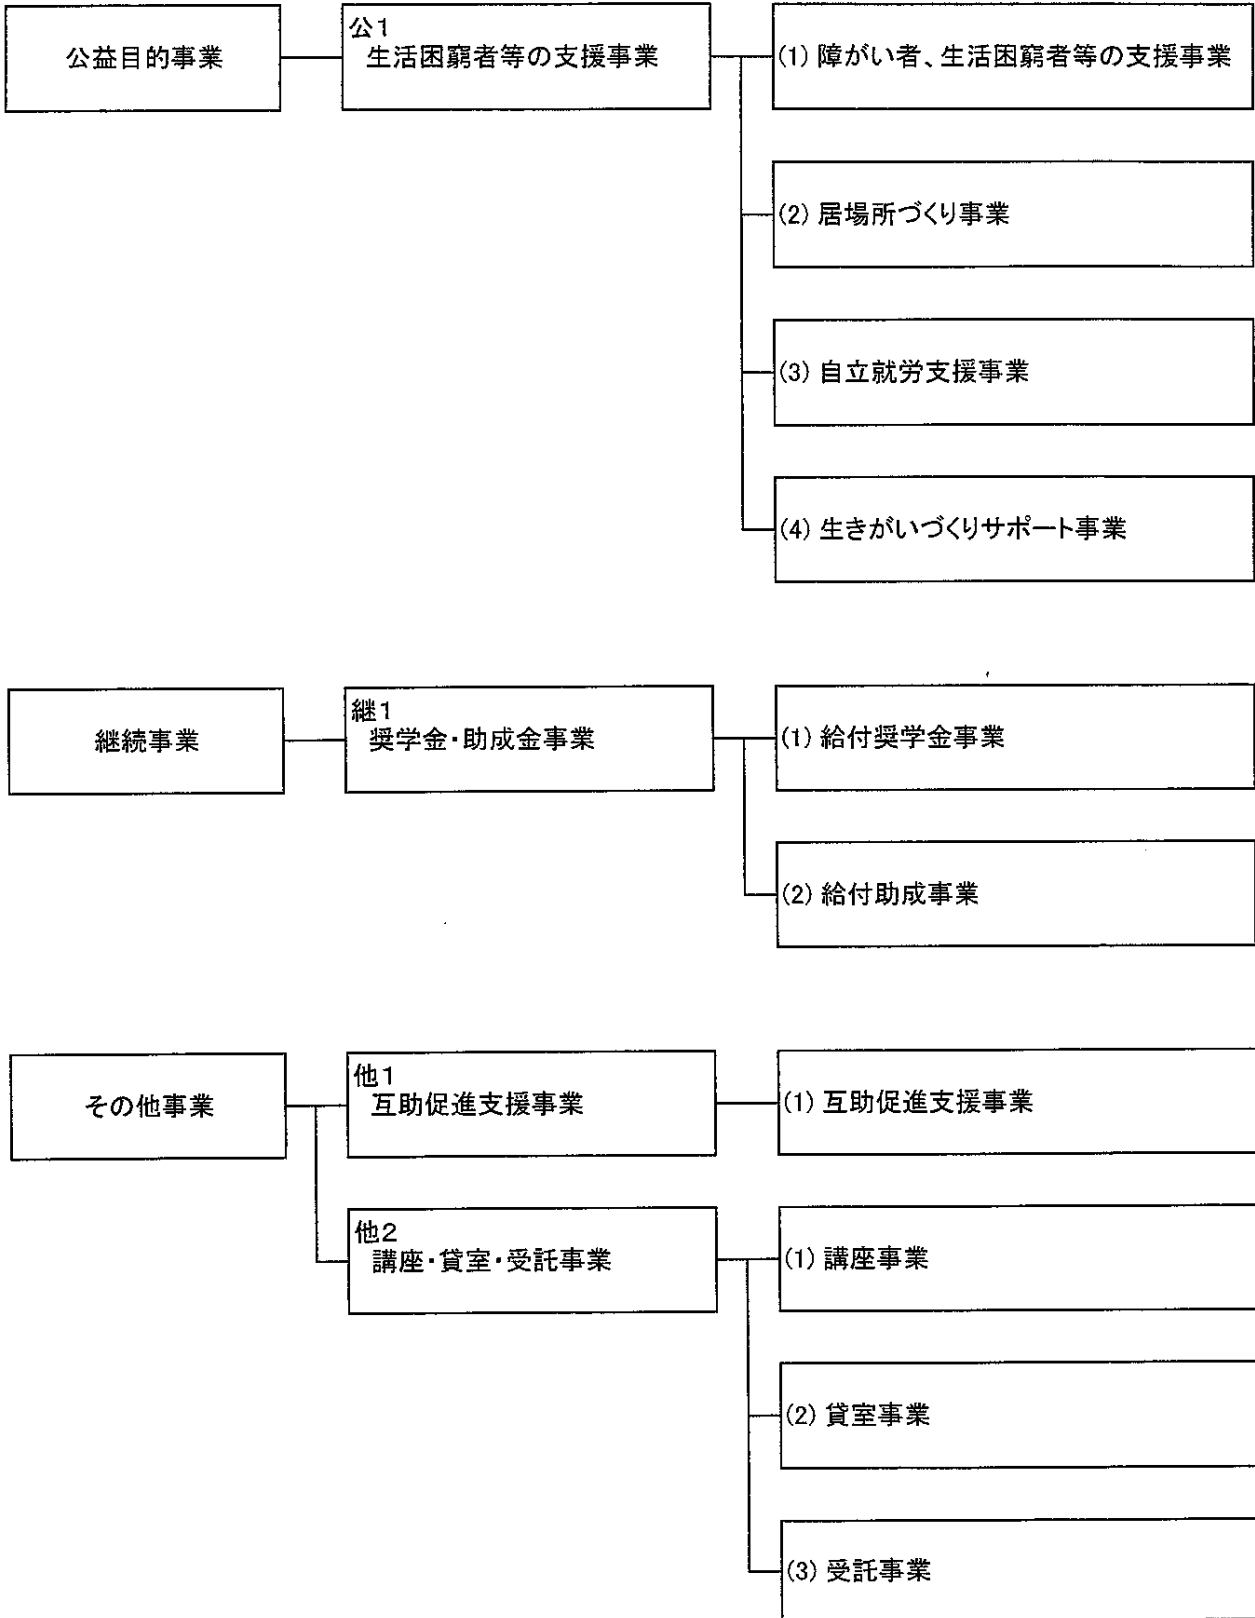 公益目的事業
公1
生活困窮者等の支援事業
(1) 障がい者、生活困窮者等の支援事業
(2) 居場所づくり事業
(3) 自立就労支援事業
(4) 生きがいづくりサポート事業
継続事業
継1
奨学金・助成金事業
(1) 給付奨学金事業
(2) 給付助成事業
その他事業
他1
互助促進支援事業
(1) 互助促進支援事業
他2
講座・貸室・受託事業
(1) 講座事業
(2) 貸室事業
(3) 受託事業